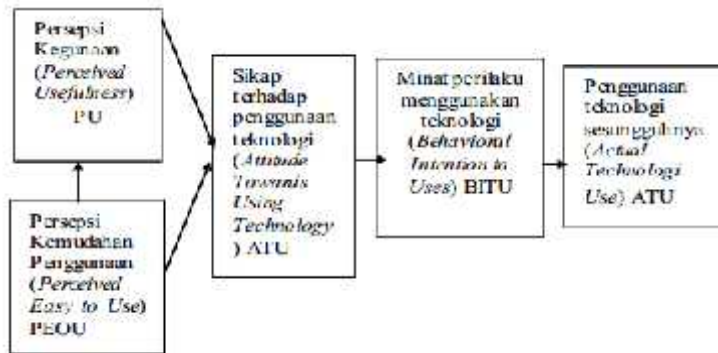 Persepsi
Kegunaan
(Perceived
Usefulness)
PU
Persepsi
Kemudahan
Penggunaan
(Perceived
Easy to Use)
PEOU
Sikap
terhadap
penggunaan
teknologi
(Attitude
Towards
Using
Technology
) ATU
Minat perilaku
menggunakan
teknologi
(Behavioral
Intention to
Uses) BITU
Penggunaan
teknologi
sesungguhnya
(Actual
Technologi
Use) ATU